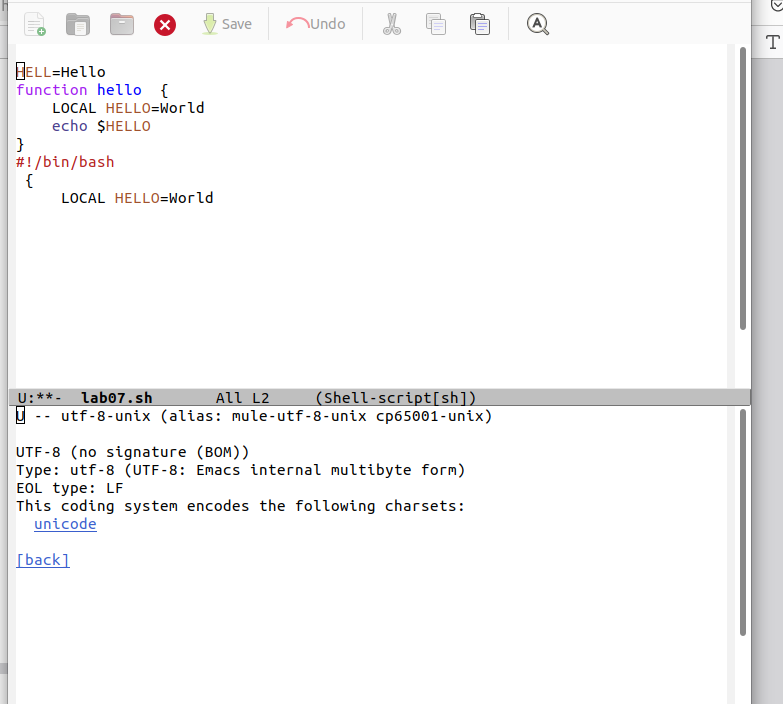 Save Undo
HELL=Hello
function hello  {
    LOCAL HELLO=World
    echo $HELLO
}
#!/bin/bash
 {
     LOCAL HELLO=World
U:**-  lab07.sh       All L2     (Shell-script[sh])
U -- utf-8-unix (alias: mule-utf-8-unix cp65001-unix)
UTF-8 (no signature (BOM))
Type: utf-8 (UTF-8: Emacs internal multibyte form)
EOL type: LF
This coding system encodes the following charsets:
  unicode
[back]